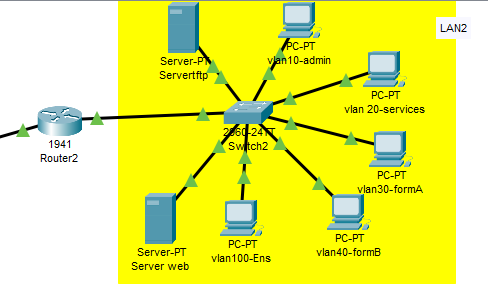 LAN2
Server-PT
Servertftp
PC-PT
vlan10-admin
PC-PT
vlan 20-services
1941
Router2
2960-24TT
Switch2
PC-PT
vlan30-formA
Server-PT
Server web
PC-PT
vlan100-Ens
PC-PT
vlan40-formB